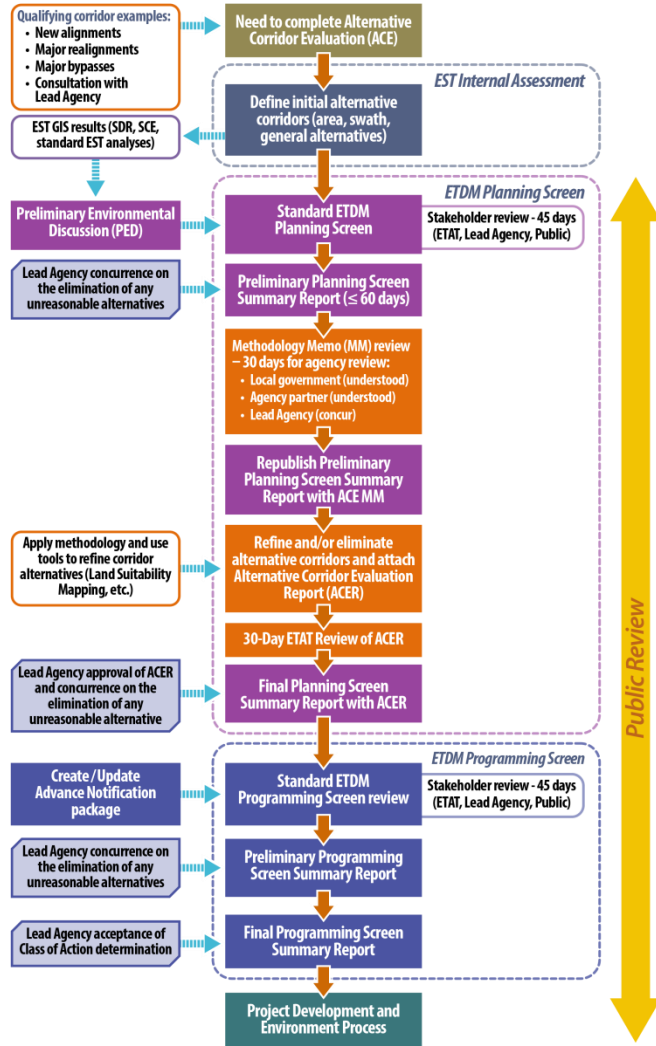 Qualifying corridor examples:
• New alignments
• Major realignments
• Major bypasses
• Consultation with
Lead Agency
Need to complete Alternative
Corridor Evaluation (ACE)
EST Internal Assessment
Define initial alternative
corridors (area, swath,
general alternatives)
EST GIS results (SDR, SCE,
standard EST analyses)
ETDM Planning Screen
Preliminary Environmental
Discussion (PED)
Standard ETDM
Planning Screen
Stakeholder review - 45 days
(ETAT, Lead Agency, Public)
Lead Agency concurrence on
the elimination of any
unreasonable alternatives
Preliminary Planning Screen
Summary Report (≤ 60 days)
Methodology Memo (MM) review
– 30 days for agency review:
• Local government (understood)
• Agency partner (understood)
• Lead Agency (concur)
Republish Preliminary
Planning Screen Summary
Report with ACE MM
Apply methodology and use
tools to refine corridor
alternatives (Land Suitability
Mapping, etc.)
Refine and/or eliminate
alternative corridors and attach
Alternative Corridor Evaluation
Report (ACER)
30-Day ETAT Review of ACER
Lead Agency approval of ACER
and concurrence on the
elimination of any
unreasonable alternative
Final Planning Screen
Summary Report with ACER
Public Review
ETDM Programming Screen
Create/Update
Advance Notification
package
Standard ETDM
Programming Screen review
Stakeholder review - 45 days
(ETAT, Lead Agency, Public)
Lead Agency concurrence on
the elimination of any
unreasonable alternatives
Preliminary Programming
Screen Summary Report
Lead Agency acceptance of
Class of Action determination
Final Programming Screen
Summary Report
Project Development and
Environment Process